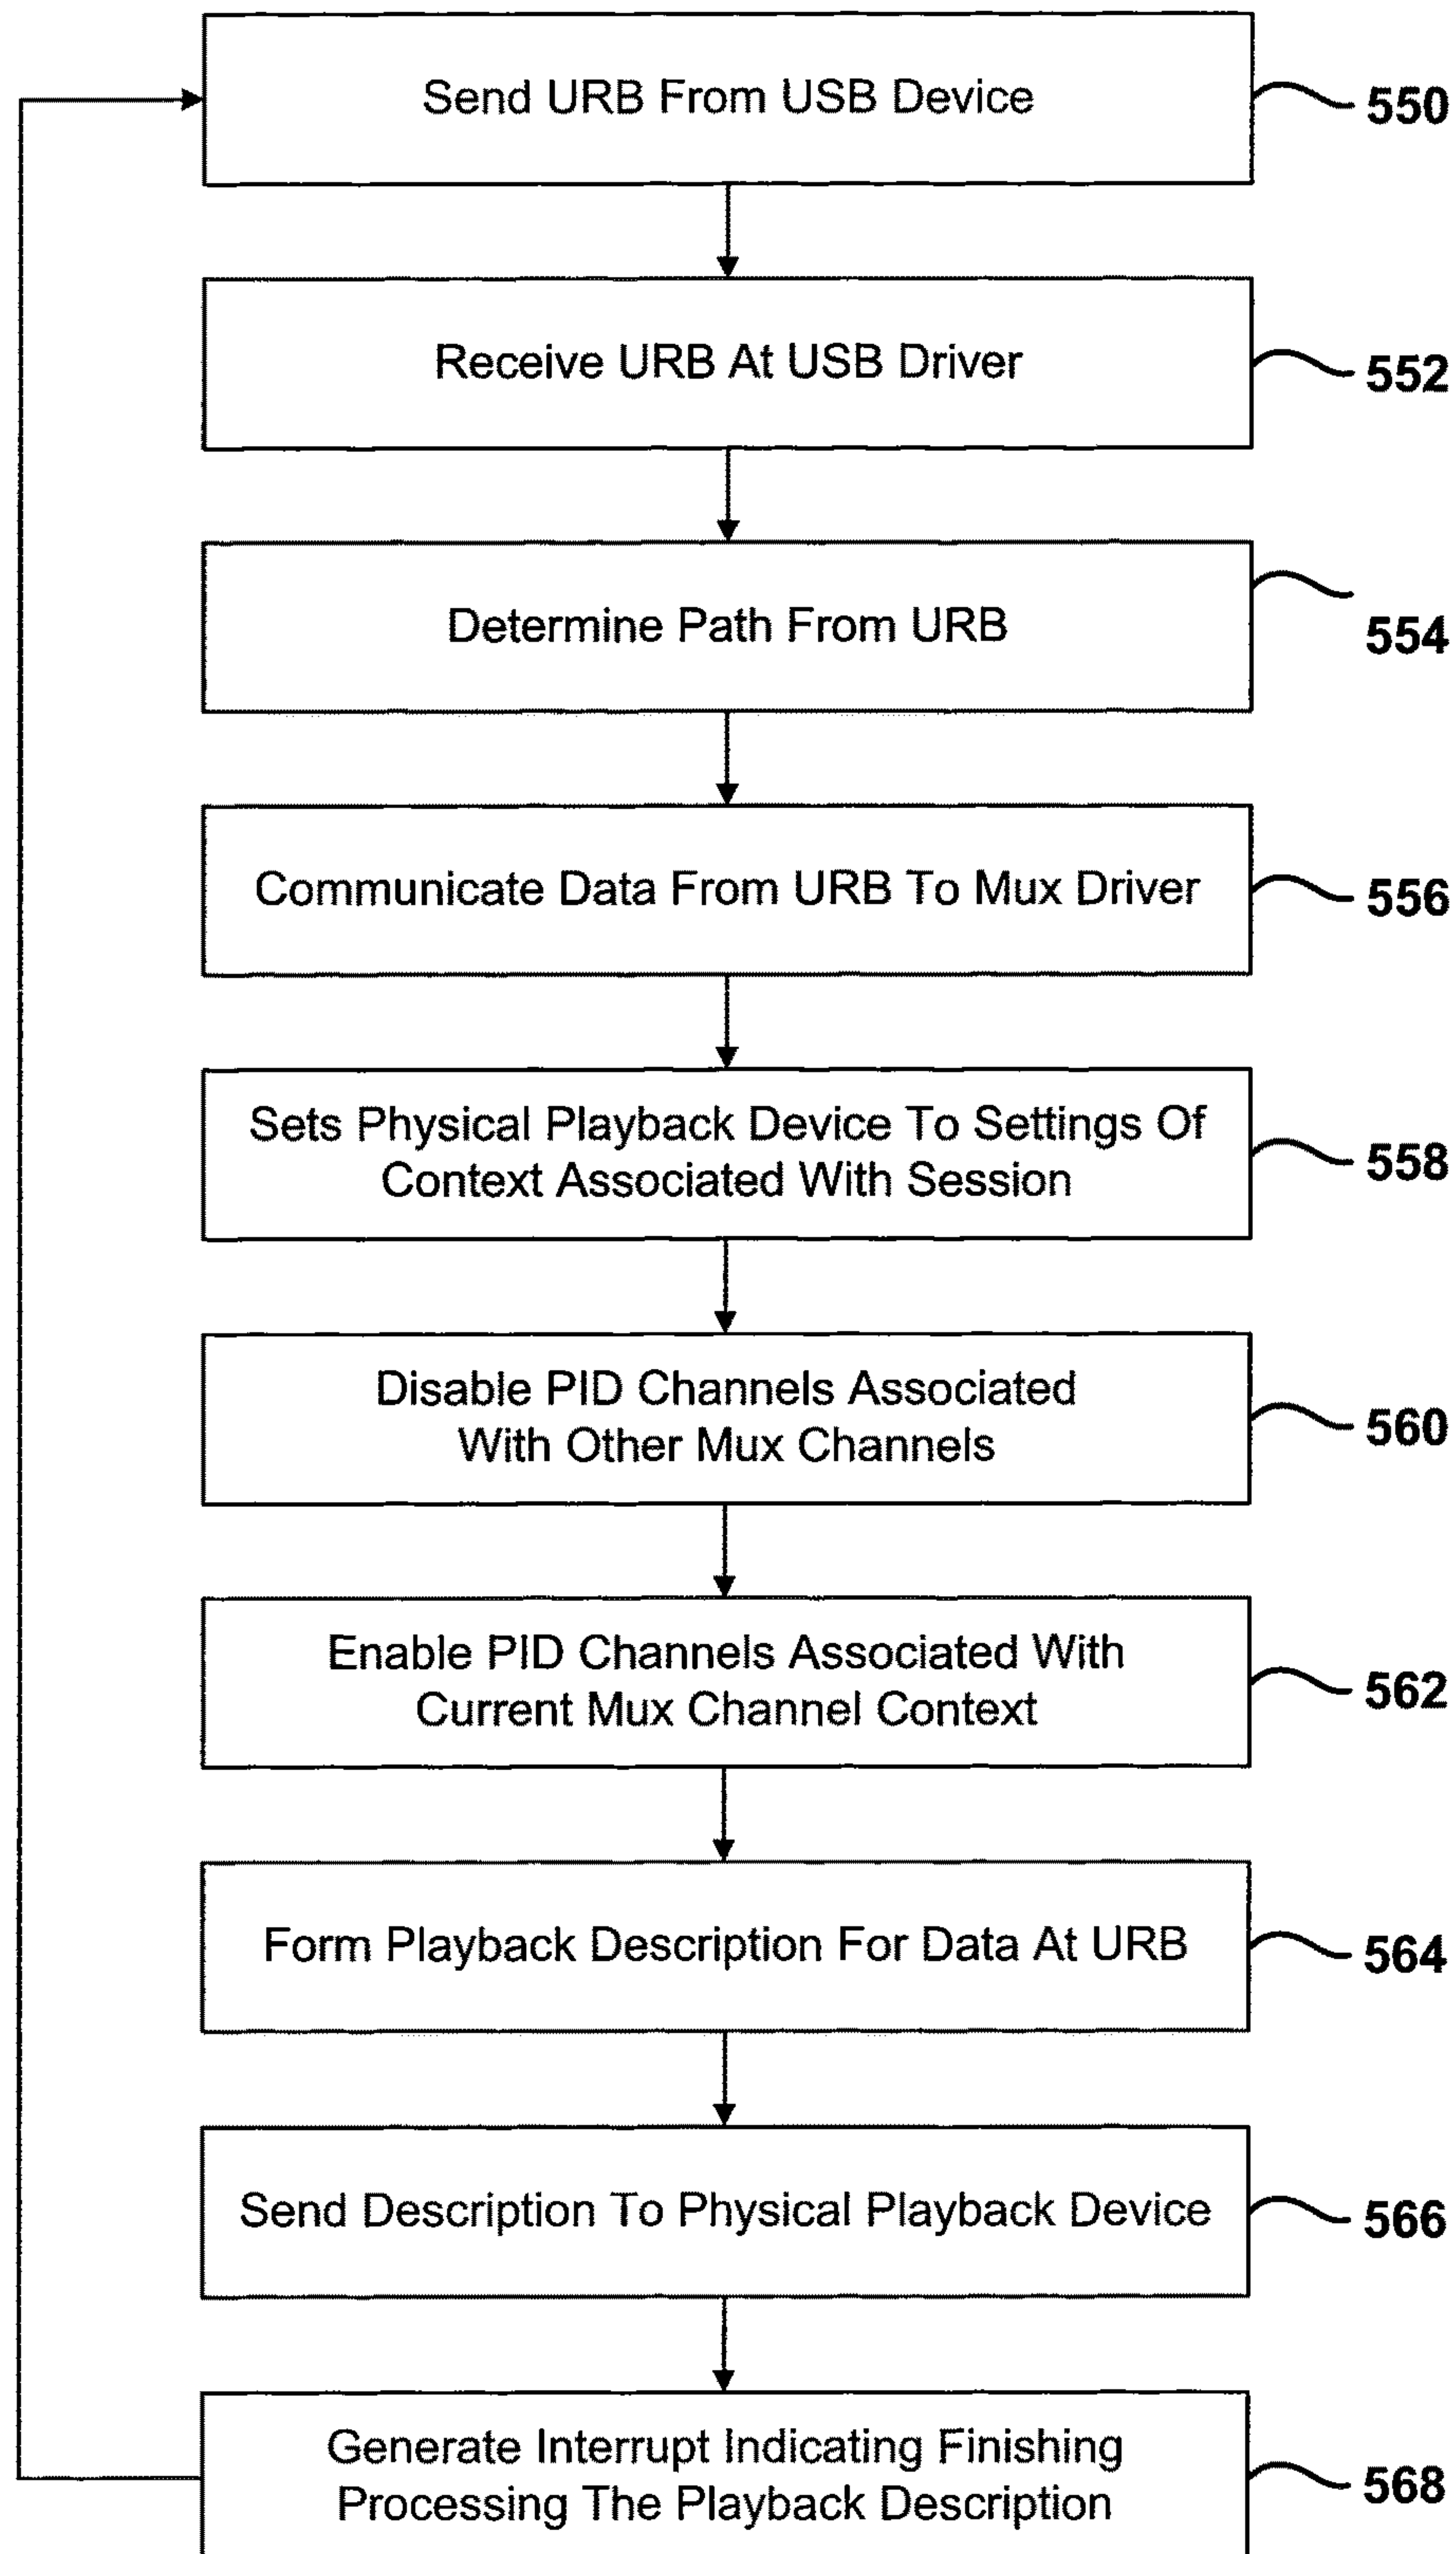 Send URB From USB Device
550
Receive URB At USB Driver
552
Determine Path From URB
554
Communicate Data From URB To Mux Driver
556
Sets Physical Playback Device To Settings Of
Context Associated With Session
558
Disable PID Channels Associated
With Other Mux Channels
560
Enable PID Channels Associated With
Current Mux Channel Context
562
Form Playback Description For Data At URB
564
Send Description To Physical Playback Device
566
Generate Interrupt Indicating Finishing
Processing The Playback Description
568